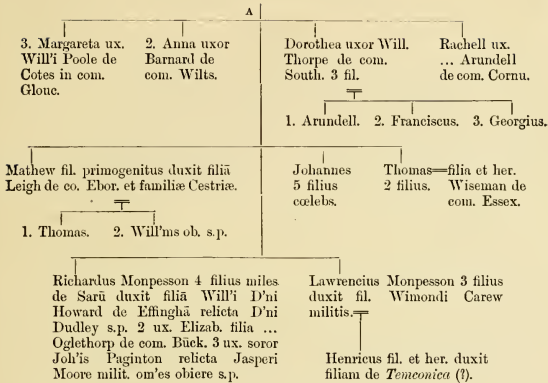 A
3. Margareta ux.
Will'i Poole de
Cotes in com.
Glouc.
2. Anna uxor
Barnard de
com. Wilts.
Dorothea uxor Will.
Thorpe de com.
South. 3 fil.
Rachell ux.
... Arundell
de com. Cornu.
1. Arundell. 2. Franciscus. 3. Georgius.
Mathew fil. primogenitus duxit filiā
Leigh de co. Ebor. et familiæ Cestriæ.
1. Thomas. 2. Will'ms ob. s.p.
Johannes
5 filius
cœlebs.
Thomas=filia et her.
2 filius. Wiseman de
com. Essex.
Richardus Monpesson 4 filius miles
de Sarū duxit filiā Will'i D'ni
Howard de Effinghā relicta D'ni
Dudley s.p. 2 ux. Elizab. filia ...
Oglethorp de com. Bück. 3 ux. soror
Joh'is Paginton relicta Jasperi
Moore milit. om'es obiere s.p.
Lawrencius Monpesson 3 filius
duxit fil. Wimondi Carew
militis.
Henricus fil. et her. duxit
filiam de Temconica (?).